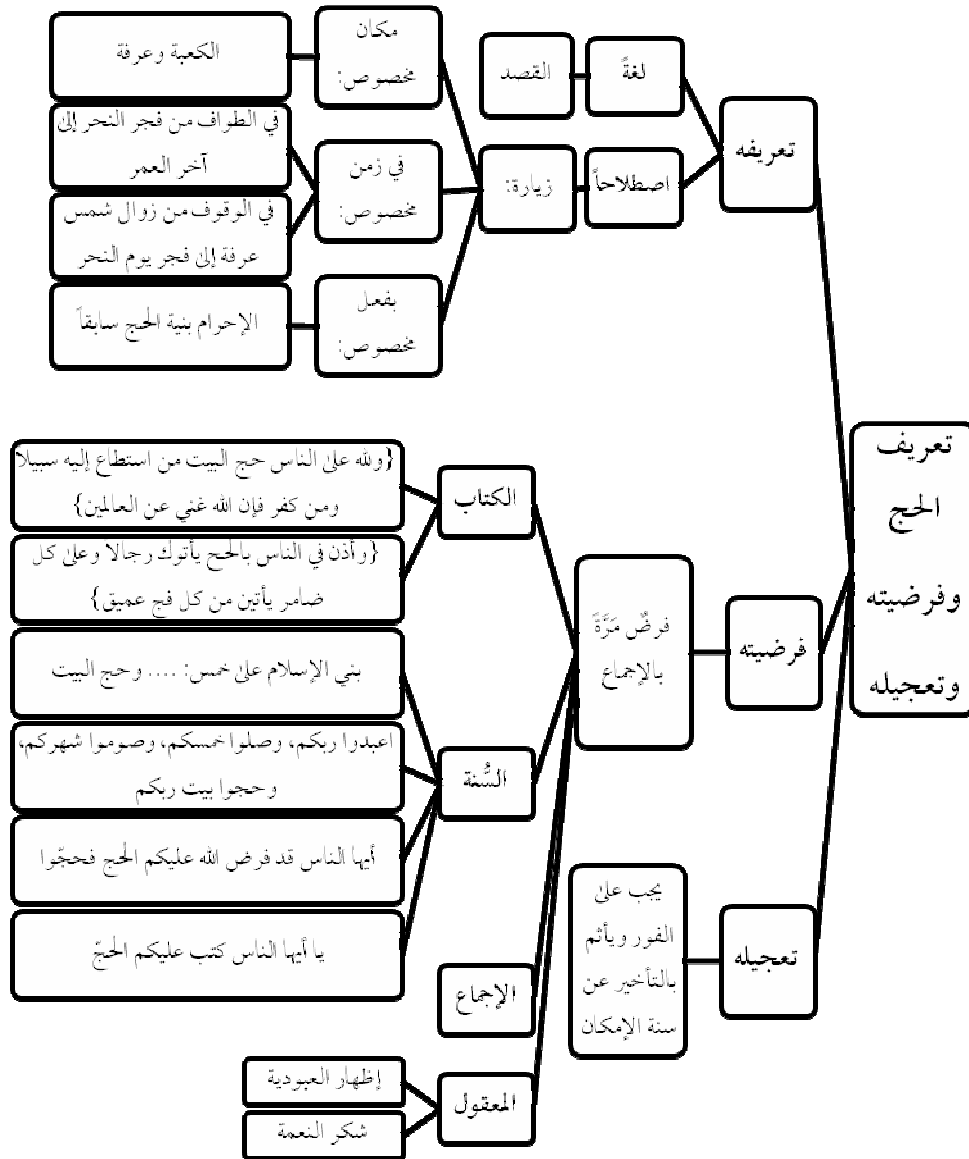 تعريف
الحج
وفرضيته
وتعجيله
تعريفه
لغةً
القصد
اصطلاحاً
زيارة:
مكان
مخصوص:
الكعبة وعرفة
في زمن
مخصوص:
في الطواف من فجر النحر إلى
آخر العمر
في الوقوف من زوال شمس
عرفة إلى فجر يوم النحر
بفعل
مخصوص:
الإحرام بنية الحج سابقاً
فرضيته
فرضٌ مَرَّةً
بالإجماع
الكتاب
{ولله على الناس حج البيت من استطاع إليه سبيلا
ومن كفر فإن الله غني عن العالمين}
{وأذن في الناس بالحج يأتوك رجالا وعلى كل
ضامر يأتين من كل فج عميق}
السُّنة
بني الإسلام على خمس: .... وحج البيت
اعبدوا ربكم، وصلوا خمسكم، وصوموا شهركم،
وحجوا بيت ربكم
أيها الناس قد فرض الله عليكم الحج فحجّوا
يا أيها الناس كتب عليكم الحجّ
الإجماع
المعقول
إظهار العبودية
شكر النعمة
تعجيله
يجب على
الفور ويأثم
بالتأخير عن
سنة الإمكان